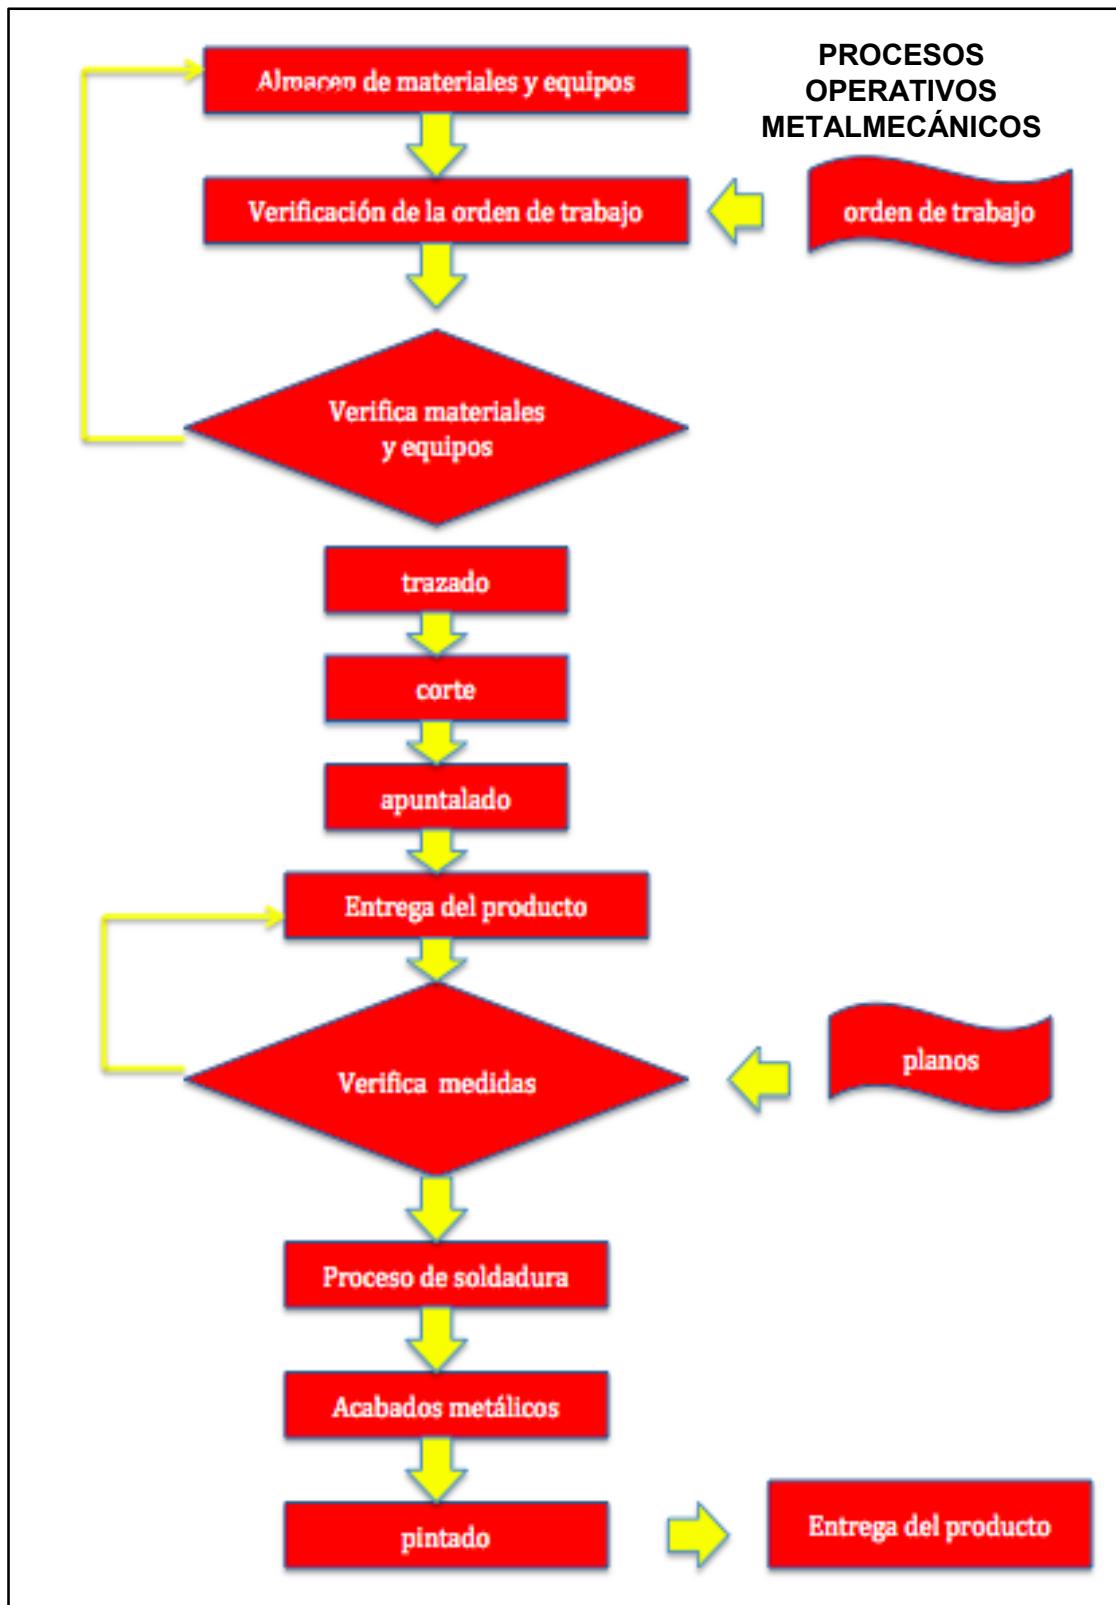 PROCESOS
OPERATIVOS
METALMECÁNICOS
Almacen de materiales y equipos
Verificación de la orden de trabajo
orden de trabajo
Verifica materiales
y equipos
trazado
corte
apuntalado
Entrega del producto
Verifica medidas
planos
Proceso de soldadura
Acabados metálicos
pintado
Entrega del producto